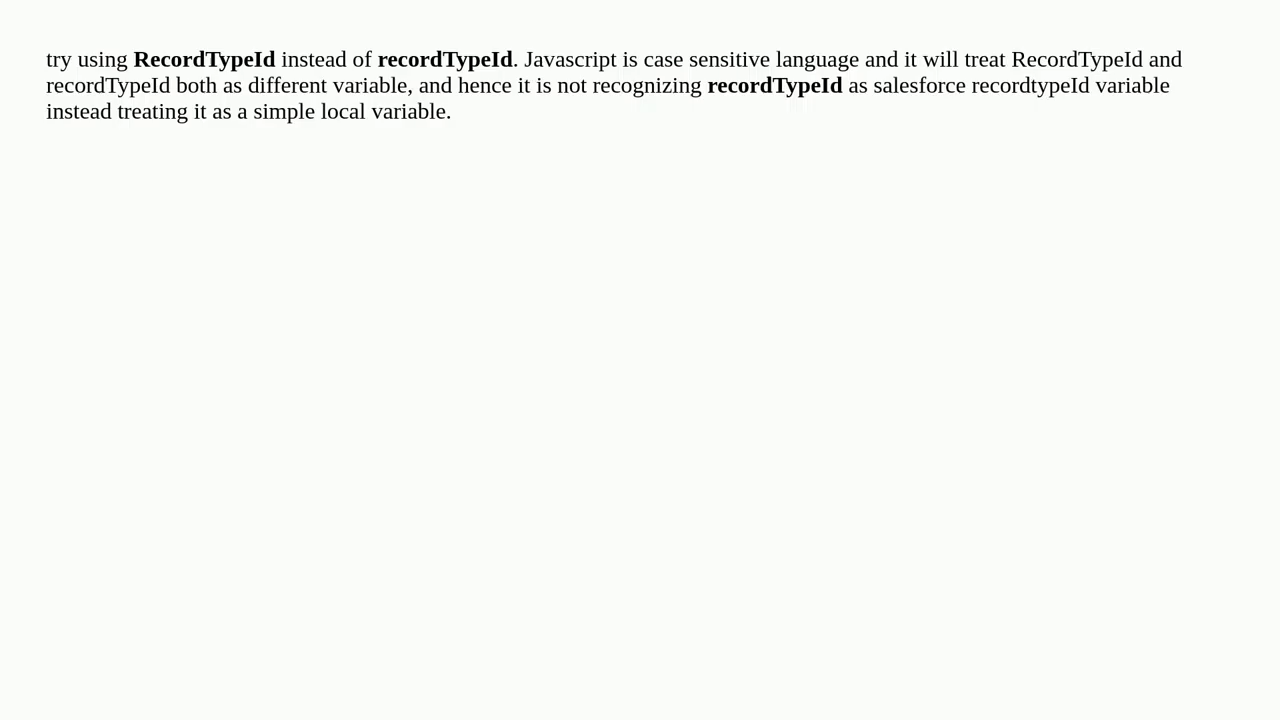 try using RecordTypeId instead of recordTypeId. Javascript is case sensitive language and it will treat RecordTypeId and
recordTypeId both as different variable, and hence it is not recognizing recordTypeId as salesforce recordtypeId variable
instead treating it as a simple local variable.